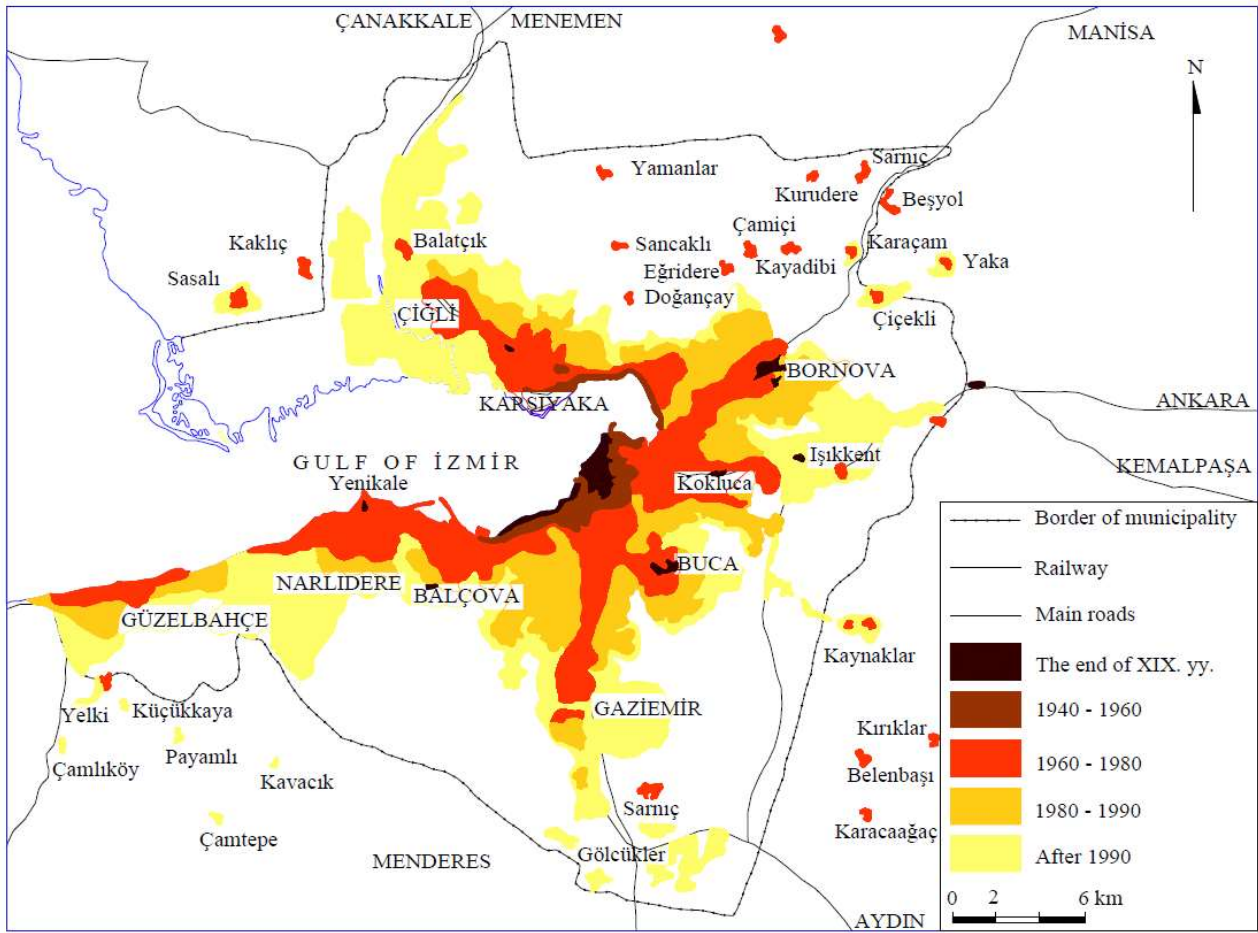 ÇANAKKALE
MENEMEN
MANİSA
N
Sarnıç
Yamanlar
Kurudere
Beşyol
Çamiçi
Kaklıç
Balatçık
Sancaklı
Karaçam
Yaka
Sasalı
Eğridere
Kayadibi
Doğançay
ÇİĞLİ
Çiçekli
BORNOVA
KARŞIYAKA
ANKARA
GULF OF İZMİR
Işıkkent
KEMALPAŞA
Yenikale
Kokluca
Border of municipality
BUCA
NARLIDERE
BALÇOVA
Railway
GÜZELBAHÇE
Main roads
Kaynaklar
The end of XIX. yy.
Yelki
Küçükkaya
GAZİEMİR
1940 - 1960
Kırıklar
Çamlıköy
Payamlı
Kavacık
Belenbaşı
1960 - 1980
Sarnıç
1980 - 1990
Karacaağaç
Çamtepe
MENDERES
Gölcükler
After 1990
0 2 6 km
AYDIN